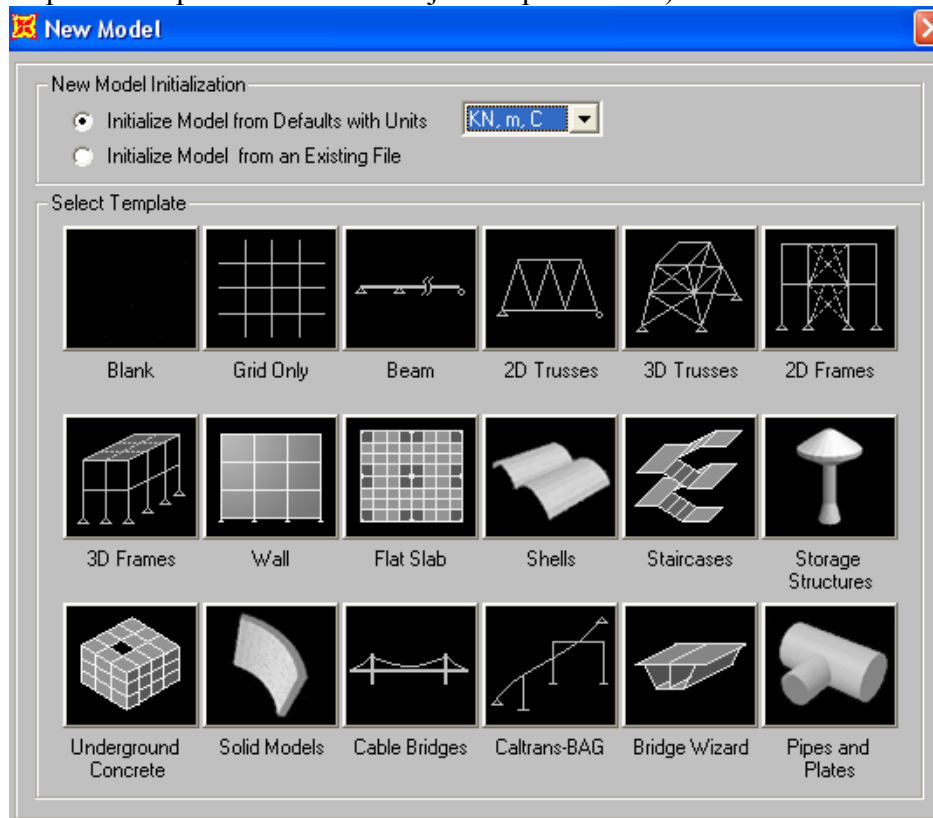 New Model
New Model Initialization
Initialize Model from Defaults with Units
KN, m, C
Initialize Model from an Existing File
Select Template
Blank
Grid Only
Beam
2D Trusses
3D Trusses
2D Frames
3D Frames
Wall
Flat Slab
Shells
Staircases
Storage
Structures
Underground
Concrete
Solid Models
Cable Bridges
Caltrans-BAG
Bridge Wizard
Pipes and
Plates